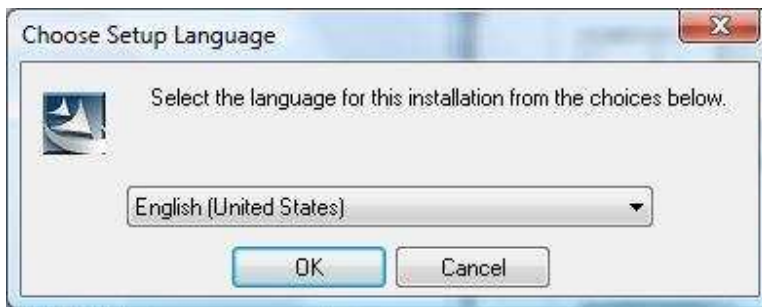 Choose Setup Language
Select the language for this installation from the choices below.
English (United States)
OK
Cancel